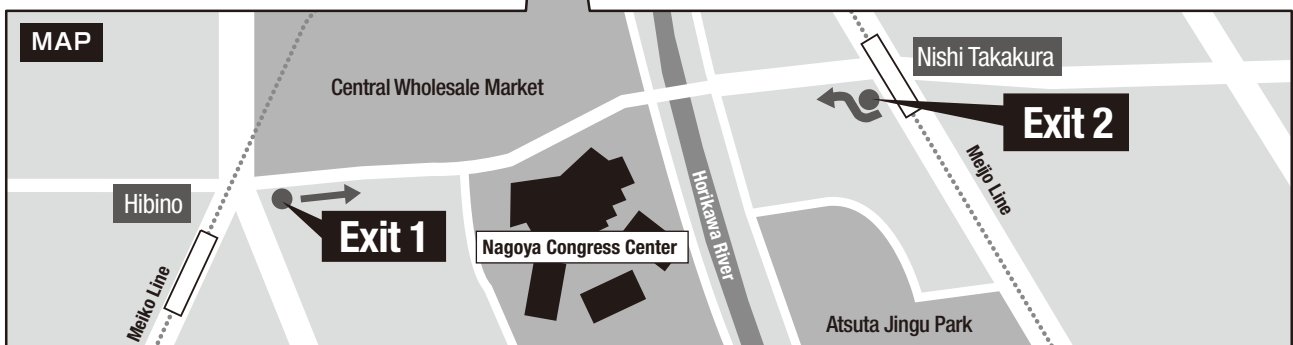 MAP
Central Wholesale Market
Nishi Takakura
Exit 2
Hibino
Exit 1
Nagoya Congress Center
Horikawa River
Meijo Line
Meiko Line
Atsuta Jingu Park